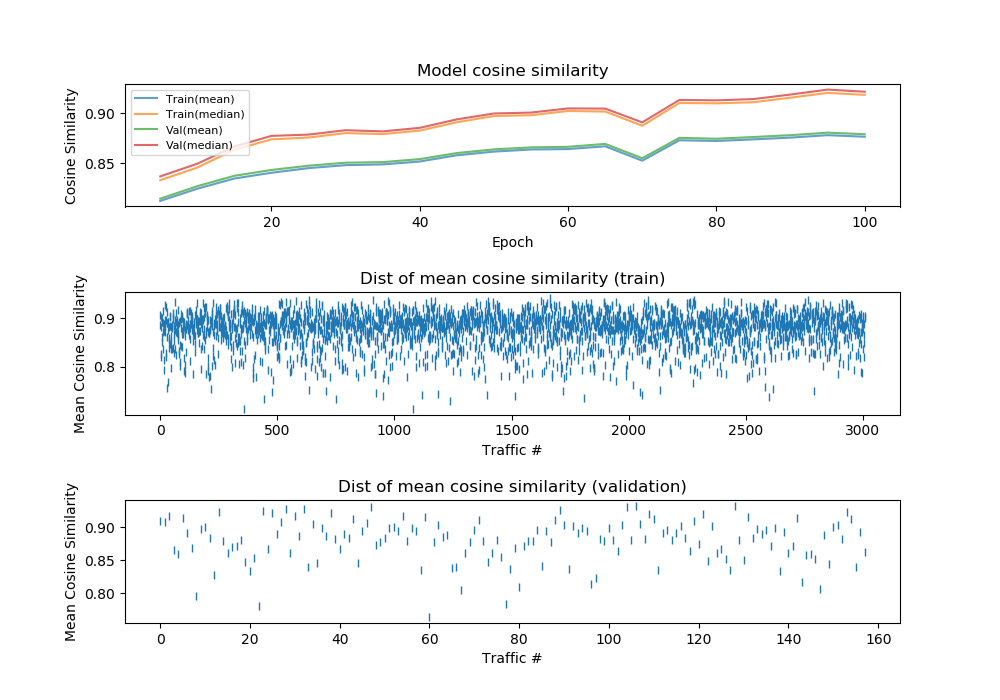 Model cosine similarity
Cosine Similarity
0.90
0.85
Train(mean)
Train(median)
Val(mean)
Val(median)
20 40 60 80 100
Epoch
Dist of mean cosine similarity (train)
Mean Cosine Similarity
0.9
0.8
0 500 1000 1500 2000 2500 3000
Traffic #
Dist of mean cosine similarity (validation)
Mean Cosine Similarity
0.90
0.85
0.80
0 20 40 60 80 100 120 140 160
Traffic #